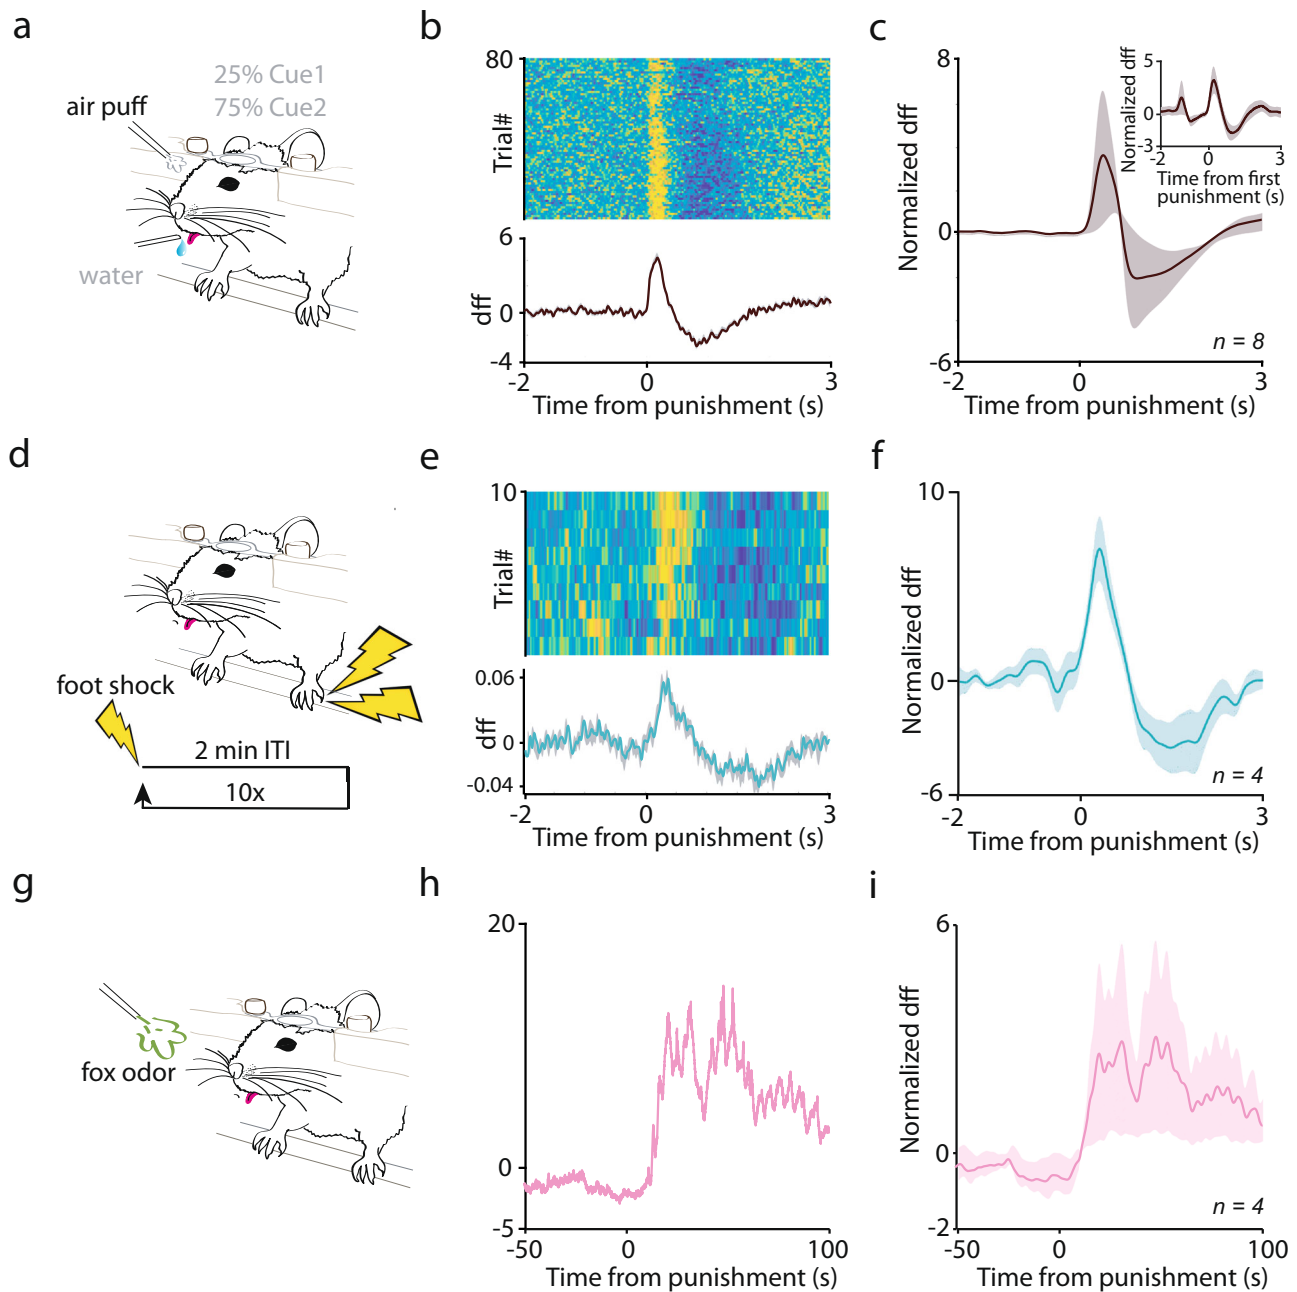 a
25% Cue1
75% Cue2
air puff
water
b
80
Trial#
6
0
-4
dff
-2
0
3
Time from punishment (s)
c
8
0
-6
Normalized dff
n = 8
-2
0
3
Time from punishment (s)
5
0
-3
Normalized dff
-2
0
3
Time from first
punishment (s)
d
foot shock
2 min ITI
10x
e
10
Trial#
0.06
0
-0.04
dff
-2
0
3
Time from punishment (s)
f
10
0
-6
Normalized dff
n = 4
-2
0
3
Time from punishment (s)
g
fox odor
h
20
0
-5
-50
0
100
Time from punishment (s)
i
6
0
-2
Normalized dff
n = 4
-50
0
100
Time from punishment (s)